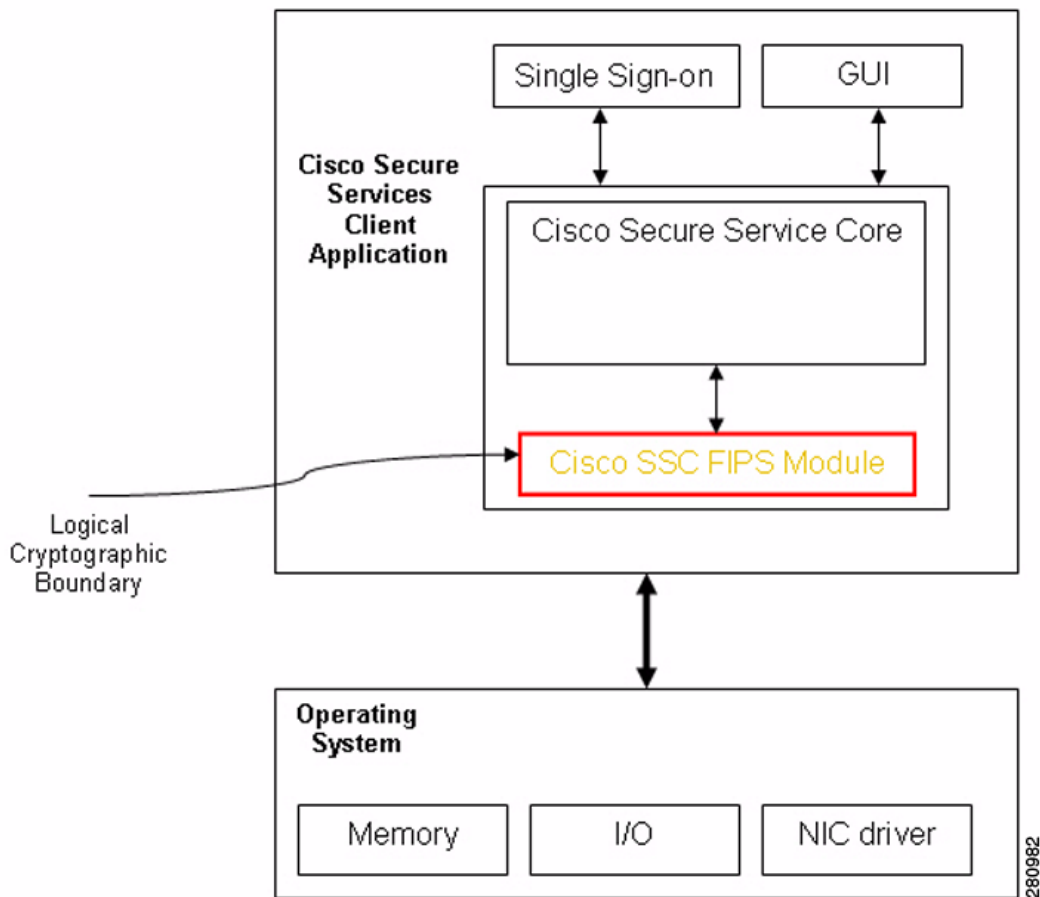 Single Sign-on
GUI
Cisco Secure
Services
Client
Application
Cisco Secure Service Core
Cisco SSC FIPS Module
Logical
Cryptographic
Boundary
Operating
System
Memory
I/O
NIC driver
280982